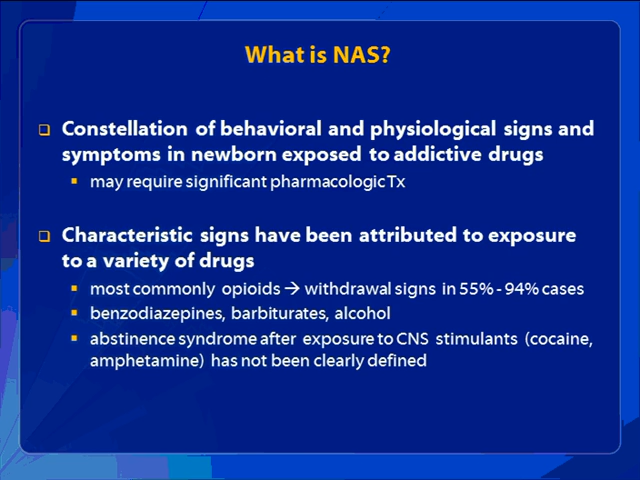 What is NAS?
Constellation of behavioral and physiological signs and
symptoms in newborn exposed to addictive drugs
may require significant pharmacologic Tx
Characteristic signs have been attributed to exposure
to a variety of drugs
most commonly opioids → withdrawal signs in 55% - 94% cases
benzodiazepines, barbiturates, alcohol
abstinence syndrome after exposure to CNS stimulants (cocaine,
amphetamine) has not been clearly defined